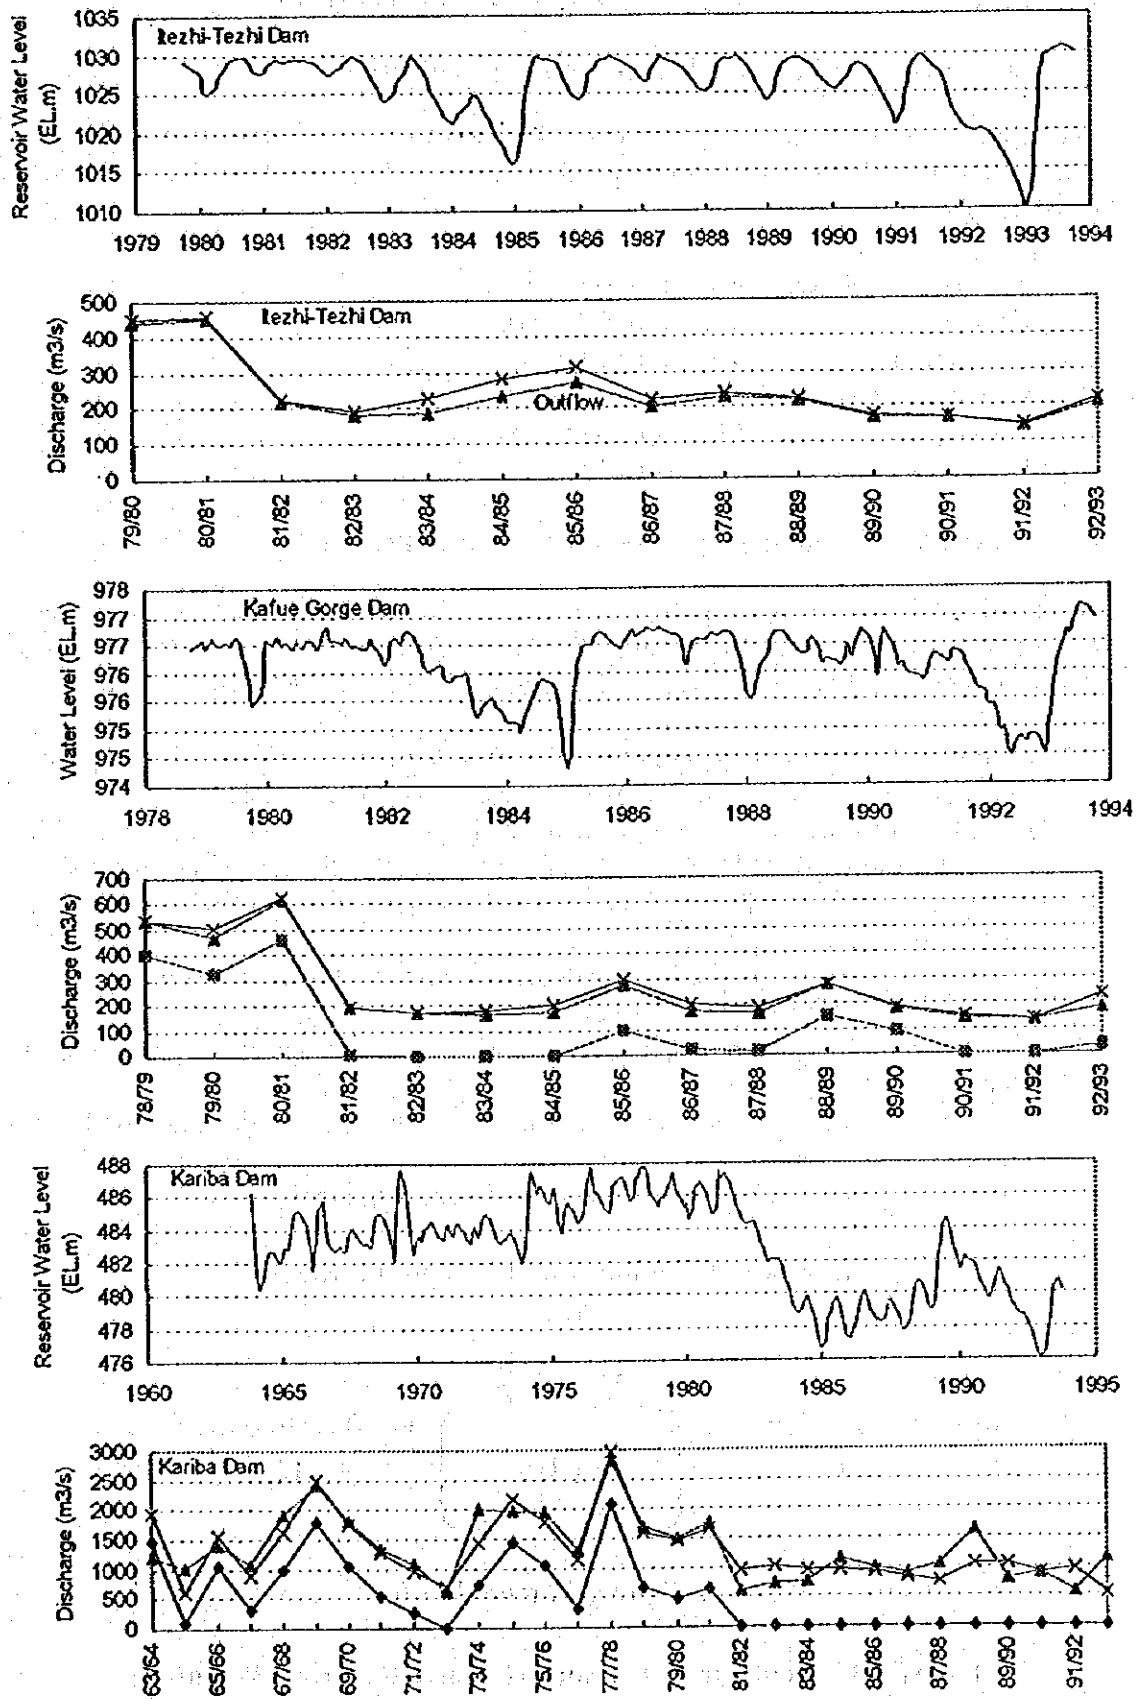 Itezhi-Tezhi Dam
Reservoir Water Level
(EL.m)
1035
1030
1025
1020
1015
1010
1979 1980 1981 1982 1983 1984 1985 1986 1987 1988 1989 1990 1991 1992 1993 1994
Itezhi-Tezhi Dam
Discharge (m3/s)
500
400
300
200
100
0
Outflow
79/80 80/81 81/82 82/83 83/84 84/85 85/86 86/87 87/88 88/89 89/90 90/91 91/92 92/93
Kafue Gorge Dam
Water Level (EL.m)
978
977
977
976
976
975
975
974
1978 1980 1982 1984 1986 1988 1990 1992 1994
Discharge (m3/s)
700
600
500
400
300
200
100
0
78/79 79/80 80/81 81/82 82/83 83/84 84/85 85/86 86/87 87/88 88/89 89/90 90/91 91/92 92/93
Kariba Dam
Reservoir Water Level
(EL.m)
488
486
484
482
480
478
476
1960 1965 1970 1975 1980 1985 1990 1995
Kariba Dam
Discharge (m3/s)
3000
2500
2000
1500
1000
500
0
63/64 65/66 67/68 69/70 71/72 73/74 75/76 77/78 79/80 81/82 83/84 85/86 87/88 89/90 91/92